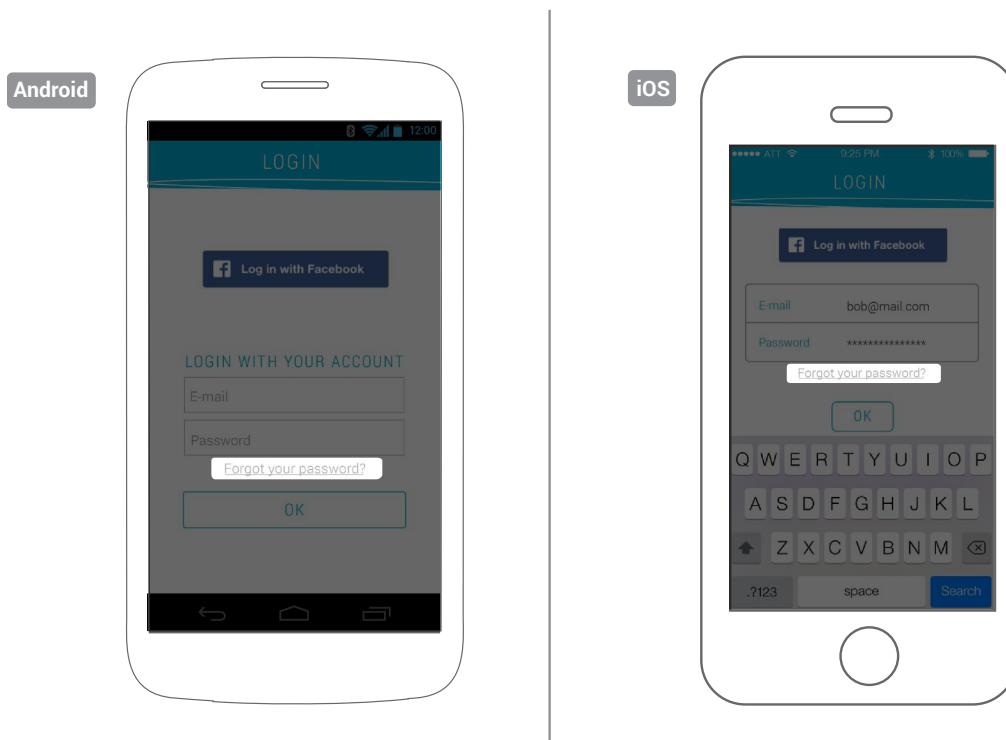 Android
12:00
LOGIN
Log in with Facebook
LOGIN WITH YOUR ACCOUNT
E-mail
Password
Forgot your password?
OK
iOS
ATT 9:25 PM 100%
LOGIN
Log in with Facebook
E-mail bob@mail.com
Password ***************
Forgot your password?
OK
Q W E R T Y U I O P
A S D F G H J K L
Z X C V B N M
.?123 space Search